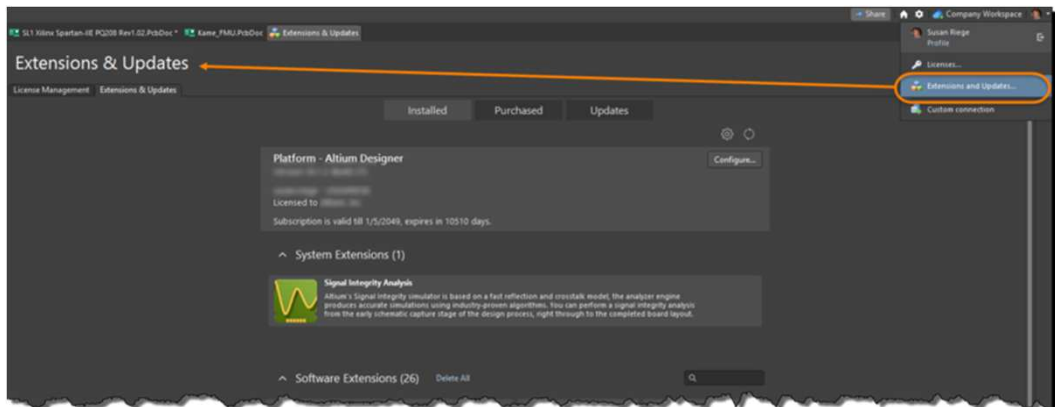 Share
Company Workspace
SL1 Xilinx Spartan-IIE PQ208 Rev1.02.PcbDoc *
Kame_FMU.PcbDoc
Extensions & Updates
Susan Riege
Profile
Extensions & Updates
Licenses...
License Management
Extensions & Updates
Extensions and Updates...
Installed
Purchased
Updates
Custom connection
Platform - Altium Designer
Configure...
Licensed to
Subscription is valid till 1/5/2049, expires in 10510 days.
System Extensions (1)
Signal Integrity Analysis
Altium's Signal Integrity simulator is based on a fast reflection and crosstalk model, the analyzer engine
produces accurate simulations using industry-proven algorithms. You can perform a signal integrity analysis
from the early schematic capture stage of the design process, right through to the completed board layout.
Software Extensions (26)
Delete All